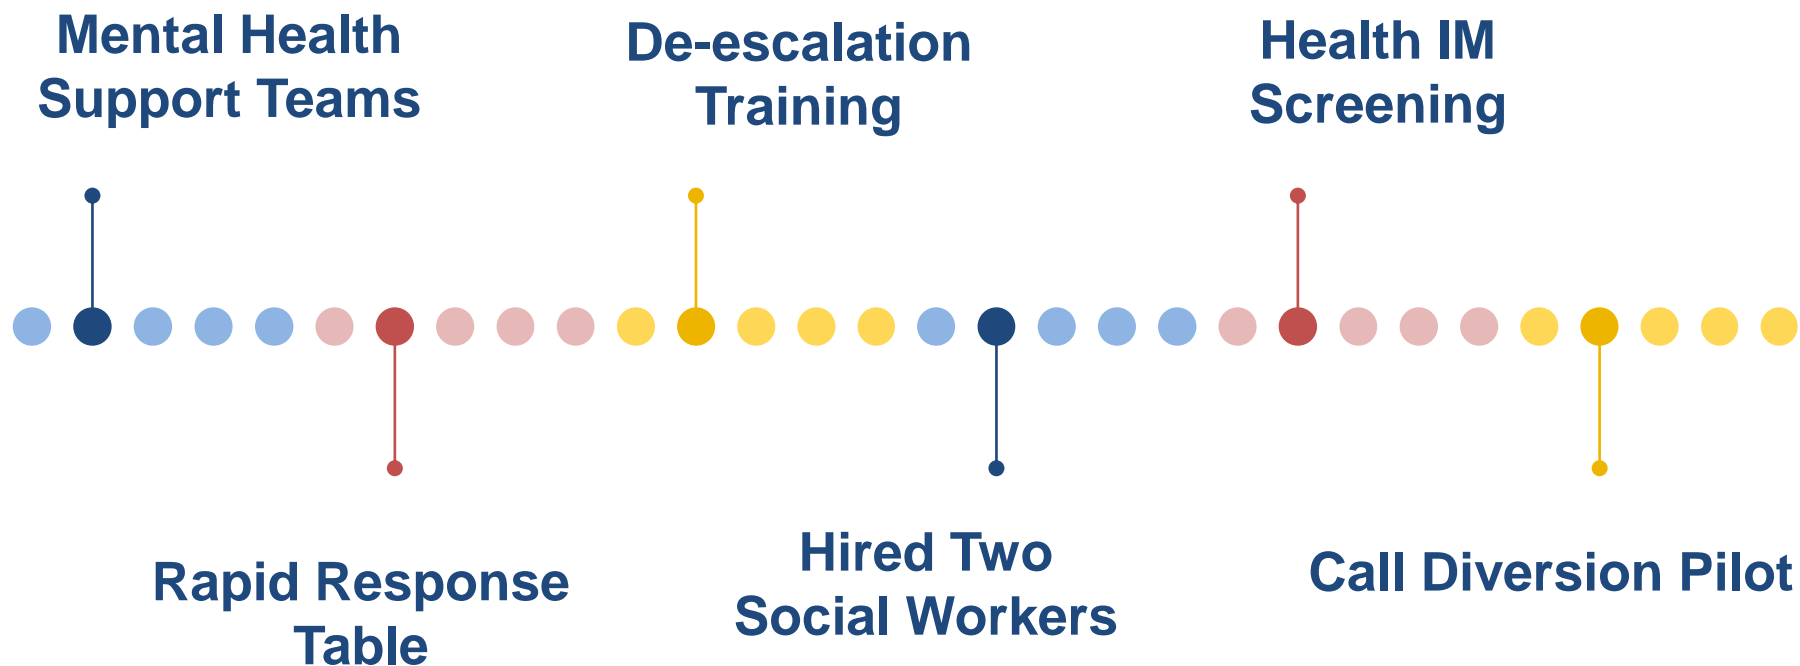 Mental Health
Support Teams
De-escalation
Training
Health IM
Screening
Rapid Response
Table
Hired Two
Social Workers
Call Diversion Pilot